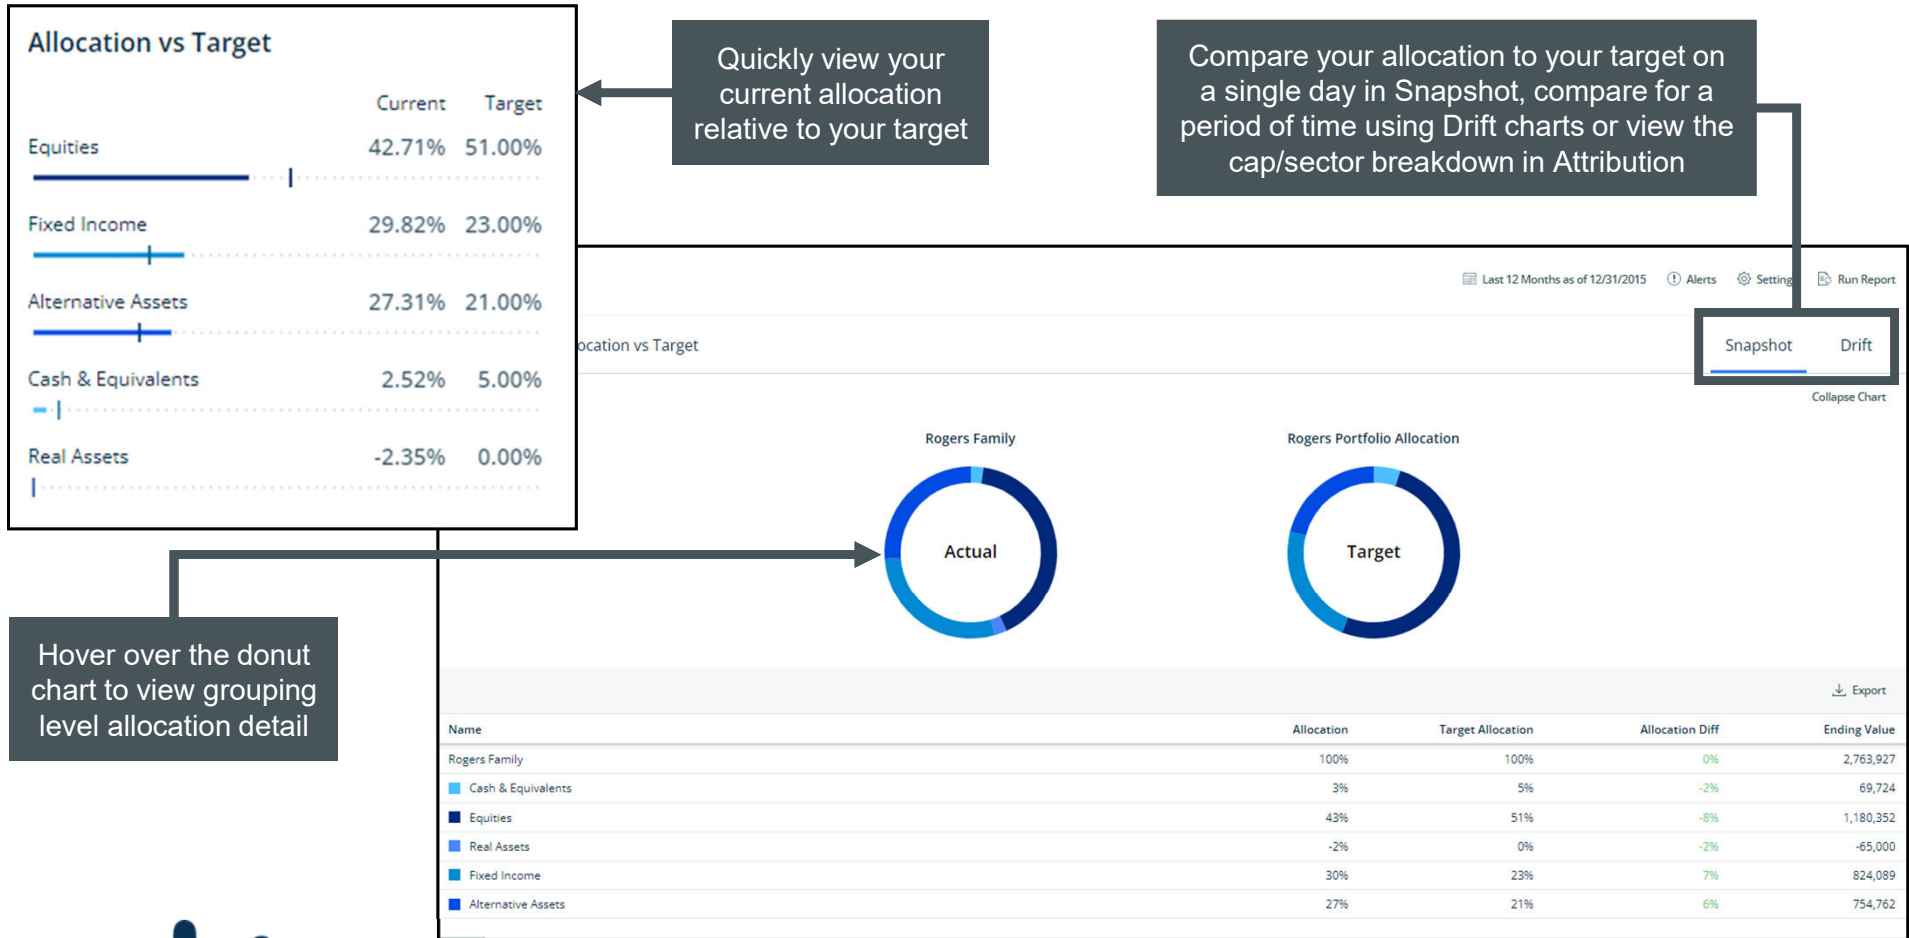 Allocation vs Target
Current Target
Equities 42.71% 51.00%
Fixed Income 29.82% 23.00%
Alternative Assets 27.31% 21.00%
Cash & Equivalents 2.52% 5.00%
Real Assets -2.35% 0.00%
Quickly view your
current allocation
relative to your target
Compare your allocation to your target on
a single day in Snapshot, compare for a
period of time using Drift charts or view the
cap/sector breakdown in Attribution
Last 12 Months as of 12/31/2015 Alerts Setting Run Report
ocation vs Target
Snapshot Drift
Collapse Chart
Rogers Family
Actual
Rogers Portfolio Allocation
Target
Hover over the donut
chart to view grouping
level allocation detail
Export
Name Allocation Target Allocation Allocation Diff Ending Value
Rogers Family 100% 100% 0% 2,763,927
Cash & Equivalents 3% 5% -2% 69,724
Equities 43% 51% -8% 1,180,352
Real Assets -2% 0% -2% -65,000
Fixed Income 30% 23% 7% 824,089
Alternative Assets 27% 21% 6% 754,762